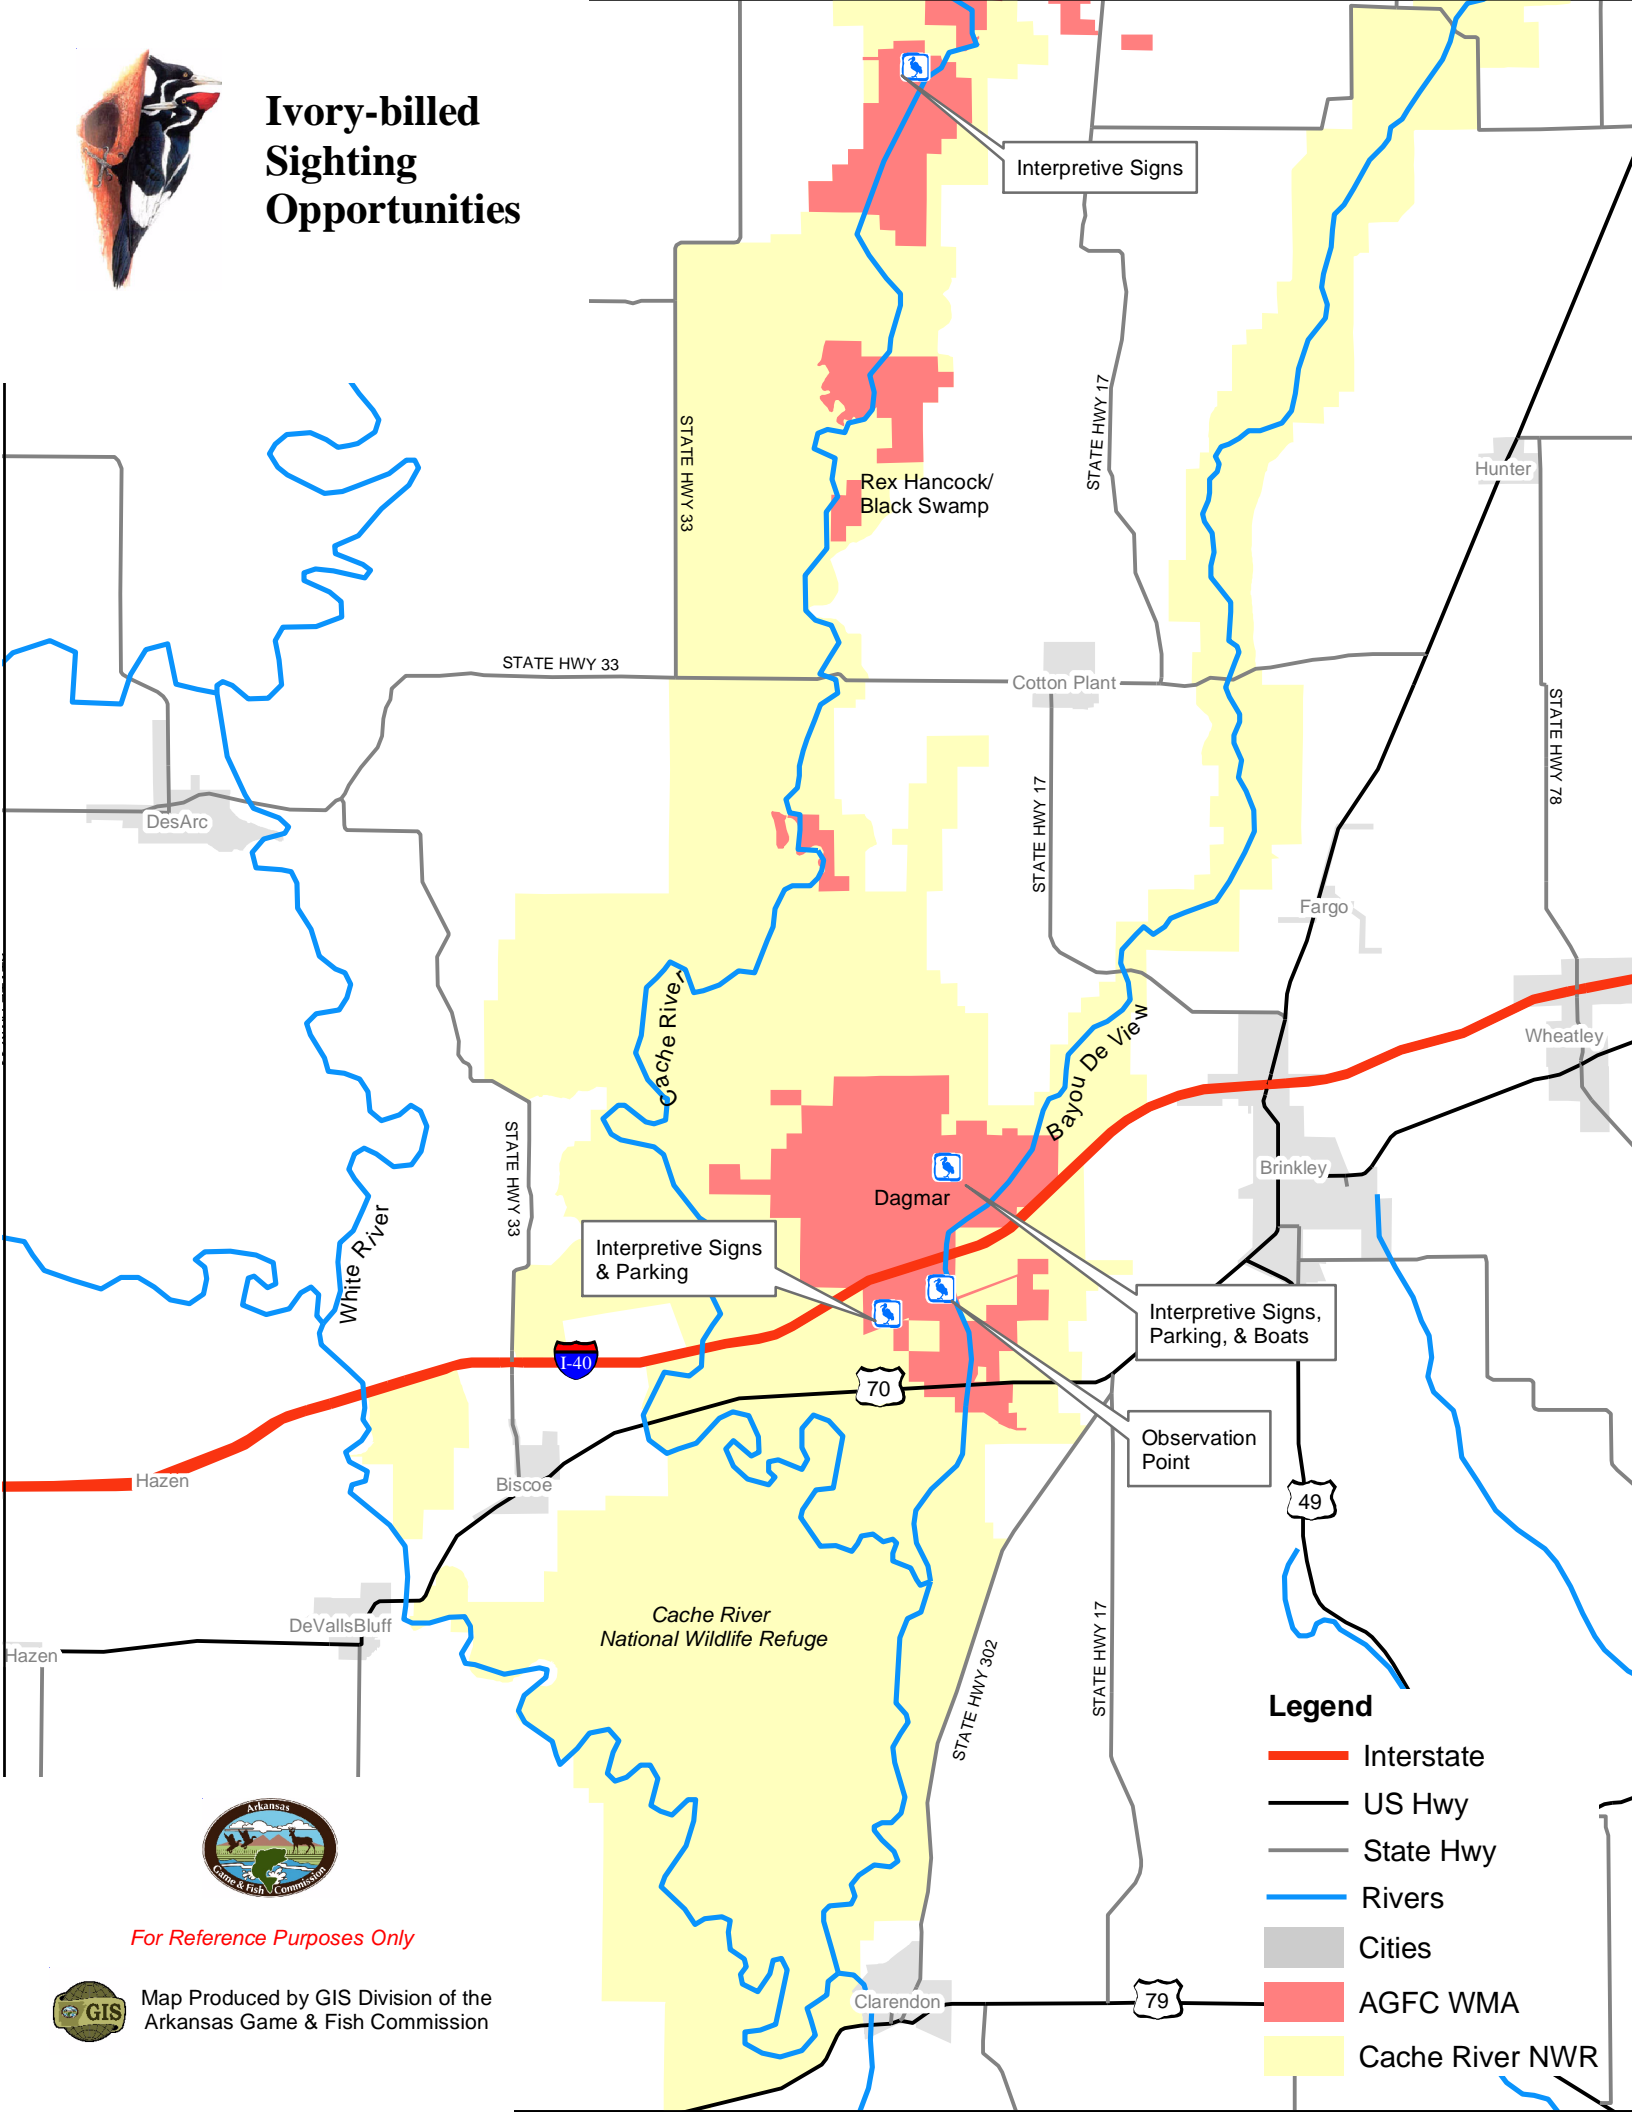 Ivory-billed
Sighting
Opportunities
Interpretive Signs
STATE HWY 33
STATE HWY 17
Hunter
Rex Hancock/
Black Swamp
STATE HWY 33
Cotton Plant
STATE HWY 78
STATE HWY 17
DesArc
Fargo
Cache River
Bayou De View
Wheatley
STATE HWY 33
Brinkley
Dagmar
White River
Interpretive Signs
& Parking
Interpretive Signs,
Parking, & Boats
I-40
70
Observation
Point
Hazen
Biscoe
49
DeVallsBluff
Hazen
Cache River
National Wildlife Refuge
STATE HWY 302
STATE HWY 17
Legend
Interstate
US Hwy
State Hwy
Rivers
Cities
AGFC WMA
Cache River NWR
Arkansas
Game & Fish Commission
For Reference Purposes Only
GIS
Map Produced by GIS Division of the
Arkansas Game & Fish Commission
Clarendon
79